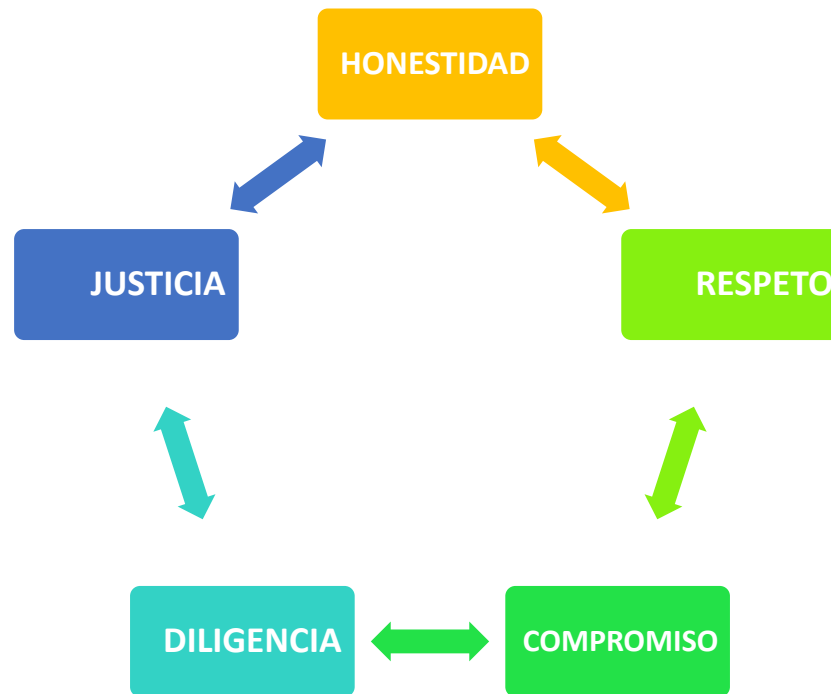 HONESTIDAD
JUSTICIA
RESPETO
DILIGENCIA
COMPROMISO